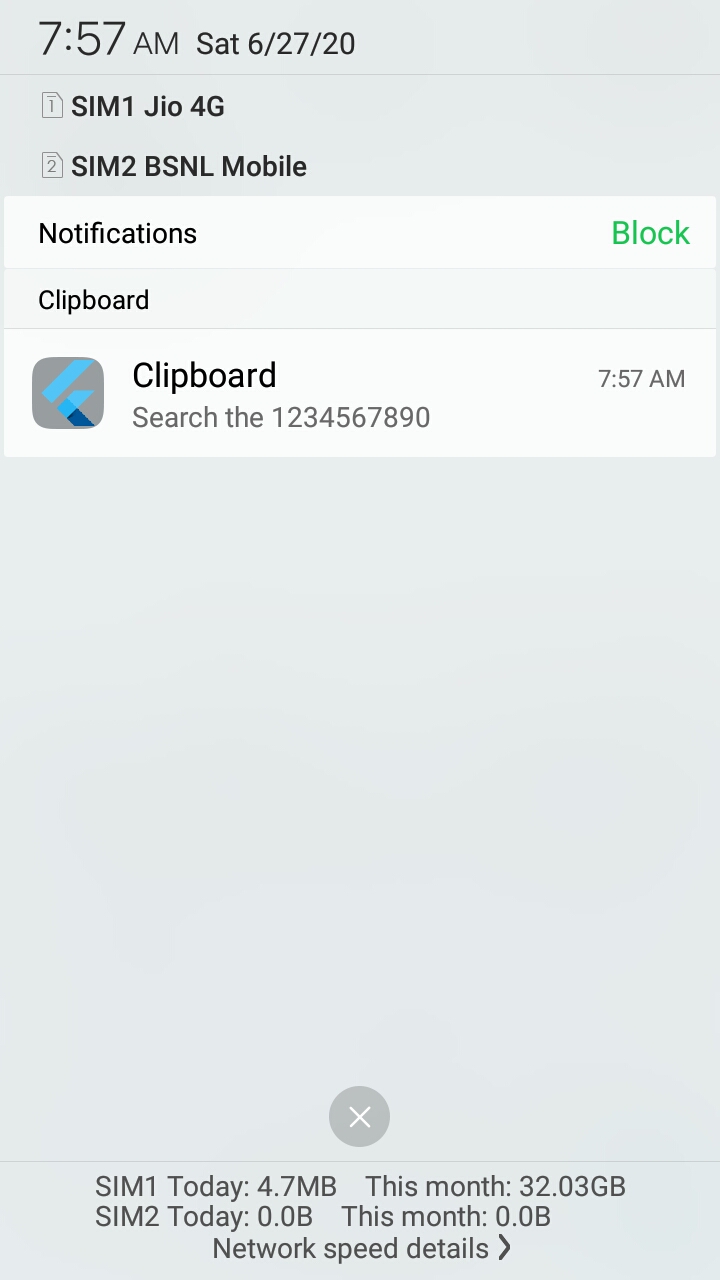 7:57 AM Sat 6/27/20
1 SIM1 Jio 4G
2 SIM2 BSNL Mobile
Notifications Block
Clipboard
Clipboard 7:57 AM
Search the 1234567890
SIM1 Today: 4.7MB This month: 32.03GB
SIM2 Today: 0.0B This month: 0.0B
Network speed details